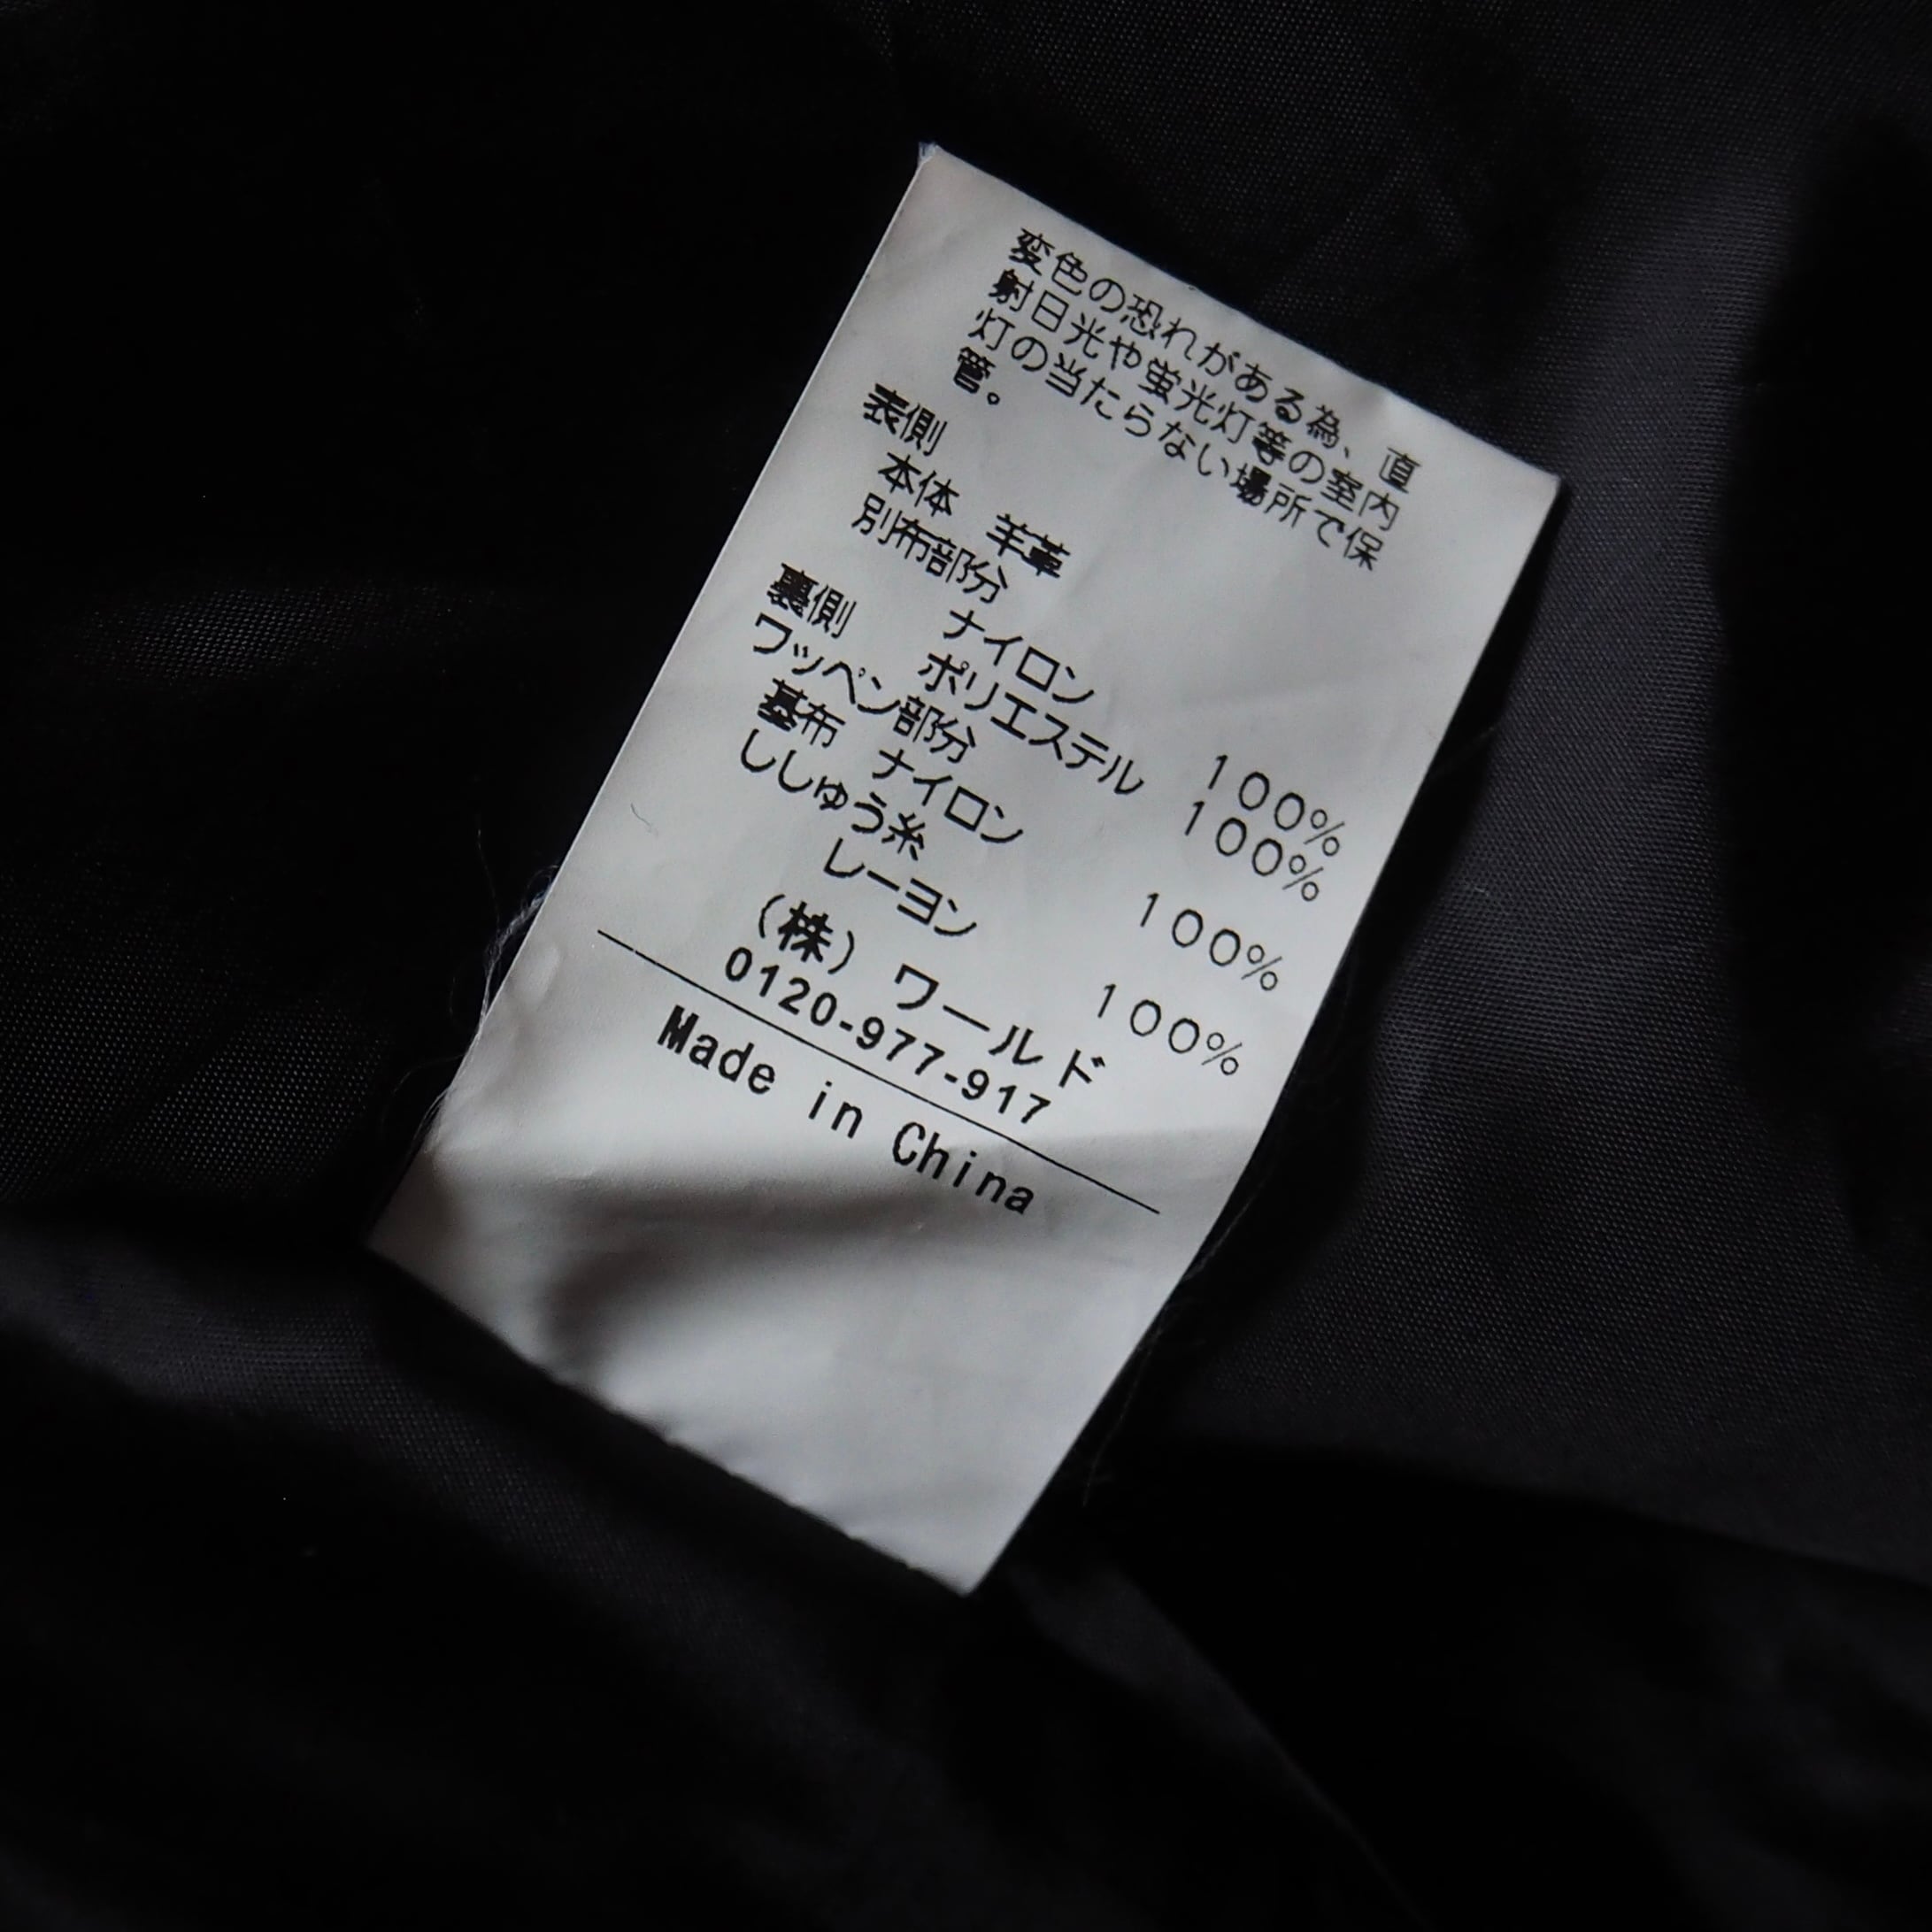 変色の恐れがある為、直
射日光や蛍光灯等の室内
灯の当たらない場所で保
管。
表側
本体 羊革
別布部分
ナイロン 100%
裏側 ポリエステル 100%
ワッペン部分
基布 ナイロン 100%
ししゅう糸
レーヨン 100%
(株) ワールド
0120-977-917
Made in China